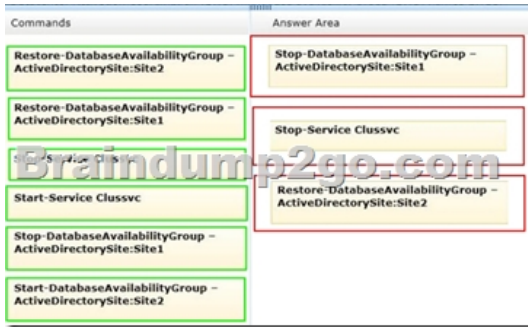 Commands
Answer Area
Restore-DatabaseAvailabilityGroup –
ActiveDirectorySite:Site2
Restore-DatabaseAvailabilityGroup –
ActiveDirectorySite:Site1
Start-Service Clussvc
Stop-DatabaseAvailabilityGroup –
ActiveDirectorySite:Site1
Start-DatabaseAvailabilityGroup –
ActiveDirectorySite:Site2
Stop-DatabaseAvailabilityGroup –
ActiveDirectorySite:Site1
Stop-Service Clussvc
Restore-DatabaseAvailabilityGroup –
ActiveDirectorySite:Site2
Braindump2go.com